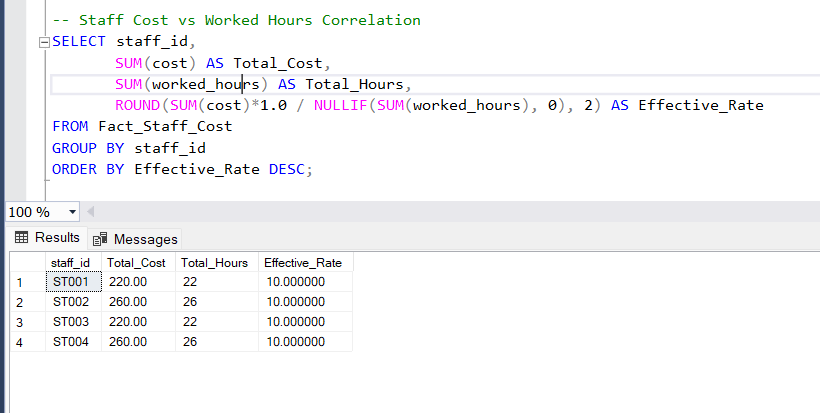 -- Staff Cost vs Worked Hours Correlation
SELECT staff_id,
SUM(cost) AS Total_Cost,
SUM(worked_hours) AS Total_Hours,
ROUND(SUM(cost)*1.0 / NULLIF(SUM(worked_hours), 0), 2) AS Effective_Rate
FROM Fact_Staff_Cost
GROUP BY staff_id
ORDER BY Effective_Rate DESC;
100 %
Results Messages
staff_id Total_Cost Total_Hours Effective_Rate
1 ST001 220.00 22 10.000000
2 ST002 260.00 26 10.000000
3 ST003 220.00 22 10.000000
4 ST004 260.00 26 10.000000